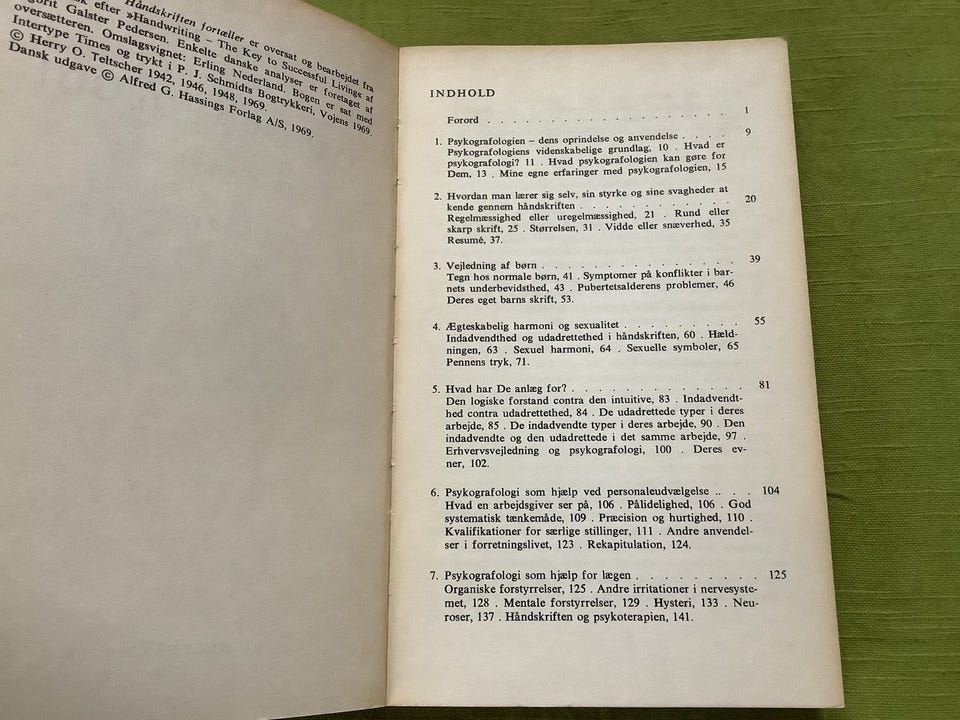 Håndskriften fortæller er oversat og bearbejdet fra
efter »Handwriting – The Key to Successful Living« af
Galster Pedersen. Enkelte danske analyser er foretaget af
oversætteren. Omslagsvignet: Erling Nederland. Bogen er sat med
Intertype Times og trykt i P. J. Schmidts Bogtrykkeri, Vojens 1969.
© Herry O. Teltscher 1942, 1946, 1948, 1969.
Dansk udgave © Alfred G. Hassings Forlag A/S, 1969.
INDHOLD
Forord . . . . . . . . . . . . . . . . . . . 1
1. Psykografologien – dens oprindelse og anvendelse . . . . 9
Psykografologiens videnskabelige grundlag, 10 . Hvad er
psykografologi? 11 . Hvad psykografologien kan gøre for
Dem, 13 . Mine egne erfaringer med psykografologien, 15
2. Hvordan man lærer sig selv, sin styrke og sine svagheder at
kende gennem håndskriften . . . . . . . . . . . . 20
Regelmæssighed eller uregelmæssighed, 21 . Rund eller
skarp skrift, 25 . Størrelsen, 31 . Vidde eller snæverhed, 35
Resumé, 37.
3. Vejledning af børn . . . . . . . . . . . . . . . 39
Tegn hos normale børn, 41 . Symptomer på konflikter i bar-
nets underbevidsthed, 43 . Pubertetsalderens problemer, 46
Deres eget barns skrift, 53.
4. Ægteskabelig harmoni og sexualitet . . . . . . . . . 55
Indadvendthed og udadrettethed i håndskriften, 60 . Hæld-
ningen, 63 . Sexuel harmoni, 64 . Sexuelle symboler, 65
Pennens tryk, 71.
5. Hvad har De anlæg for? . . . . . . . . . . . . . 81
Den logiske forstand contra den intuitive, 83 . Indadvendt-
hed contra udadrettethed, 84 . De udadrettede typer i deres
arbejde, 85 . De indadvendte typer i deres arbejde, 90 . Den
indadvendte og den udadrettede i det samme arbejde, 97 .
Erhvervsvejledning og psykografologi, 100 . Deres ev-
ner, 102.
6. Psykografologi som hjælp ved personaleudvælgelse .. . . 104
Hvad en arbejdsgiver ser på, 106 . Pålidelighed, 106 . God
systematisk tænkemåde, 109 . Præcision og hurtighed, 110 .
Kvalifikationer for særlige stillinger, 111 . Andre anvendel-
ser i forretningslivet, 123 . Rekapitulation, 124.
7. Psykografologi som hjælp for lægen . . . . . . . . . 125
Organiske forstyrrelser, 125 . Andre irritationer i nervesyste-
met, 128 . Mentale forstyrrelser, 129 . Hysteri, 133 . Neu-
roser, 137 . Håndskriften og psykoterapien, 141.